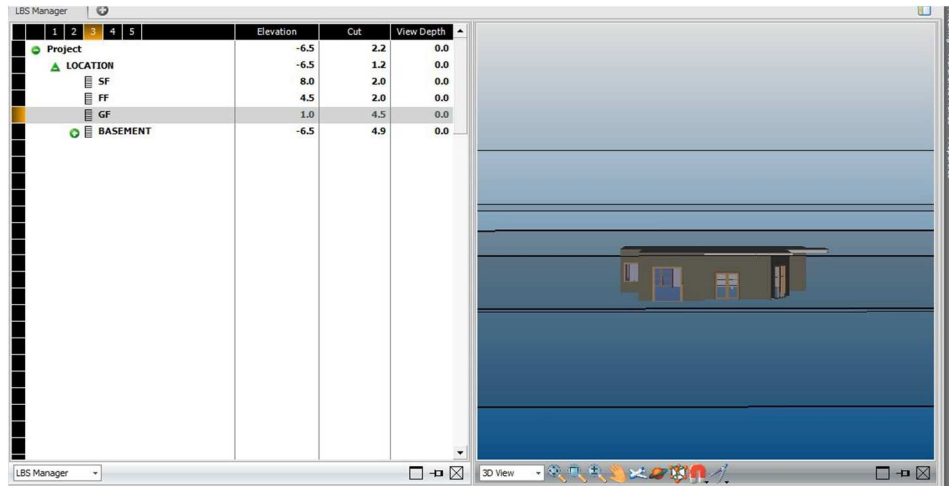 LBS Manager
1 2 3 4 5 Elevation Cut View Depth
Project -6.5 2.2 0.0
LOCATION -6.5 1.2 0.0
SF 8.0 2.0 0.0
FF 4.5 2.0 0.0
GF 1.0 4.5 0.0
BASEMENT -6.5 4.9 0.0
LBS Manager
3D View